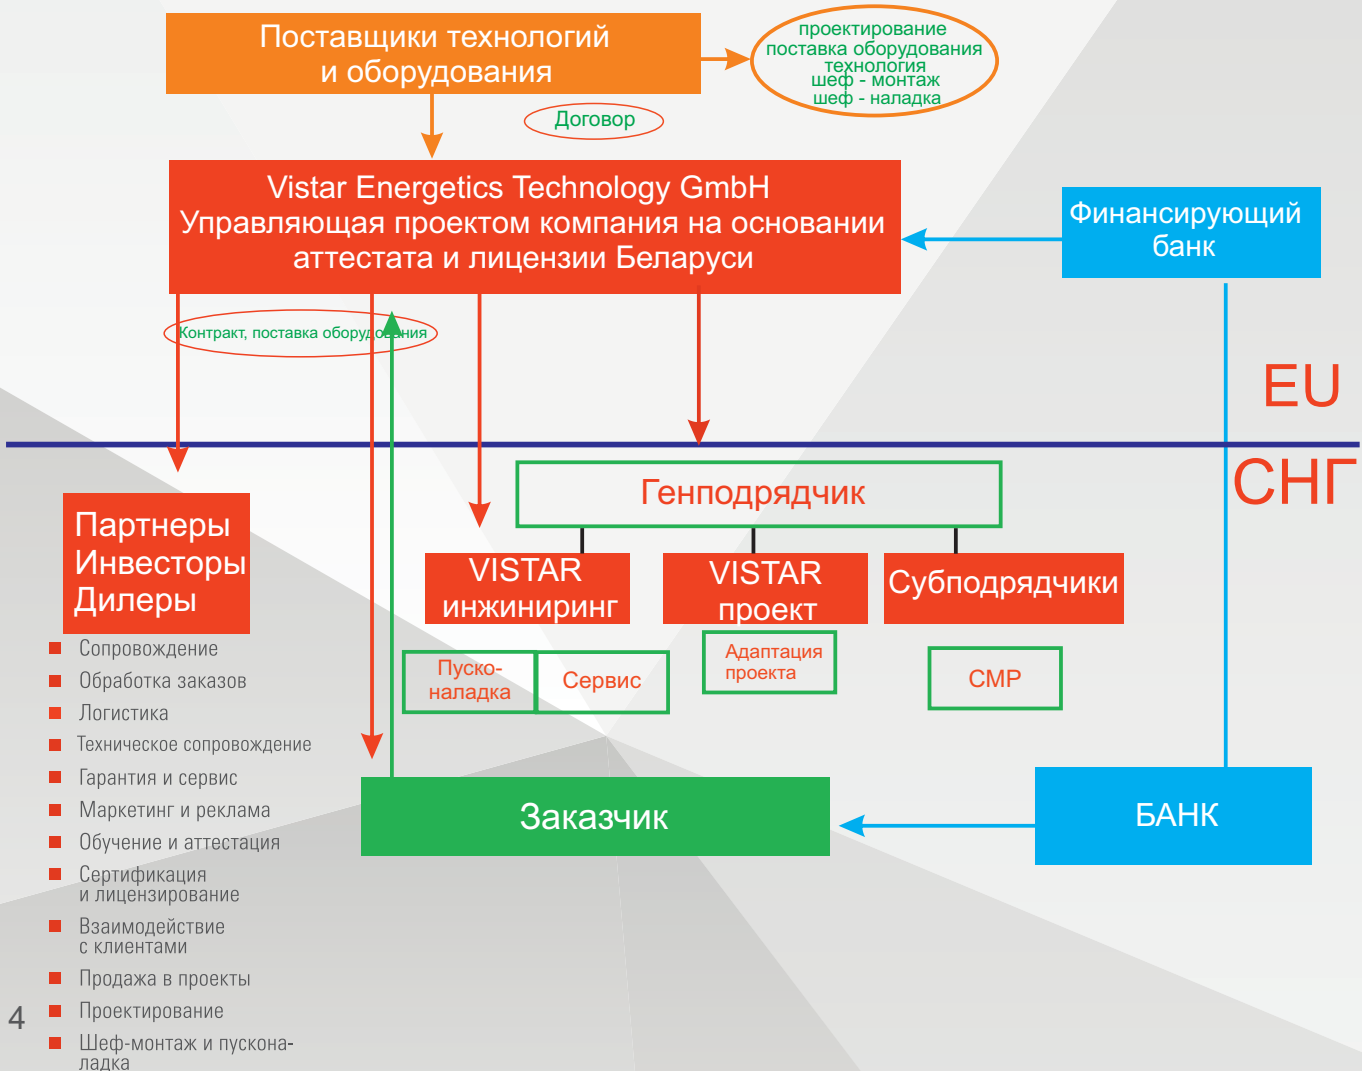 Поставщики технологий
и оборудования
проектирование
поставка оборудования
технология
шеф - монтаж
шеф - наладка
Договор
Vistar Energetics Technology GmbH
Управляющая проектом компания на основании
аттестата и лицензии Беларуси
Финансирующий
банк
Контракт, поставка оборудования
EU
СНГ
Генподрядчик
Партнеры
Инвесторы
Дилеры
VISTAR
инжиниринг
VISTAR
проект
Субподрядчики
Пуско-
наладка
Сервис
Адаптация
проекта
СМР
Заказчик
БАНК
Сопровождение
Обработка заказов
Логистика
Техническое сопровождение
Гарантия и сервис
Маркетинг и реклама
Обучение и аттестация
Сертификация
и лицензирование
Взаимодействие
с клиентами
Продажа в проекты
Проектирование
Шеф-монтаж и пускона-
ладка
4